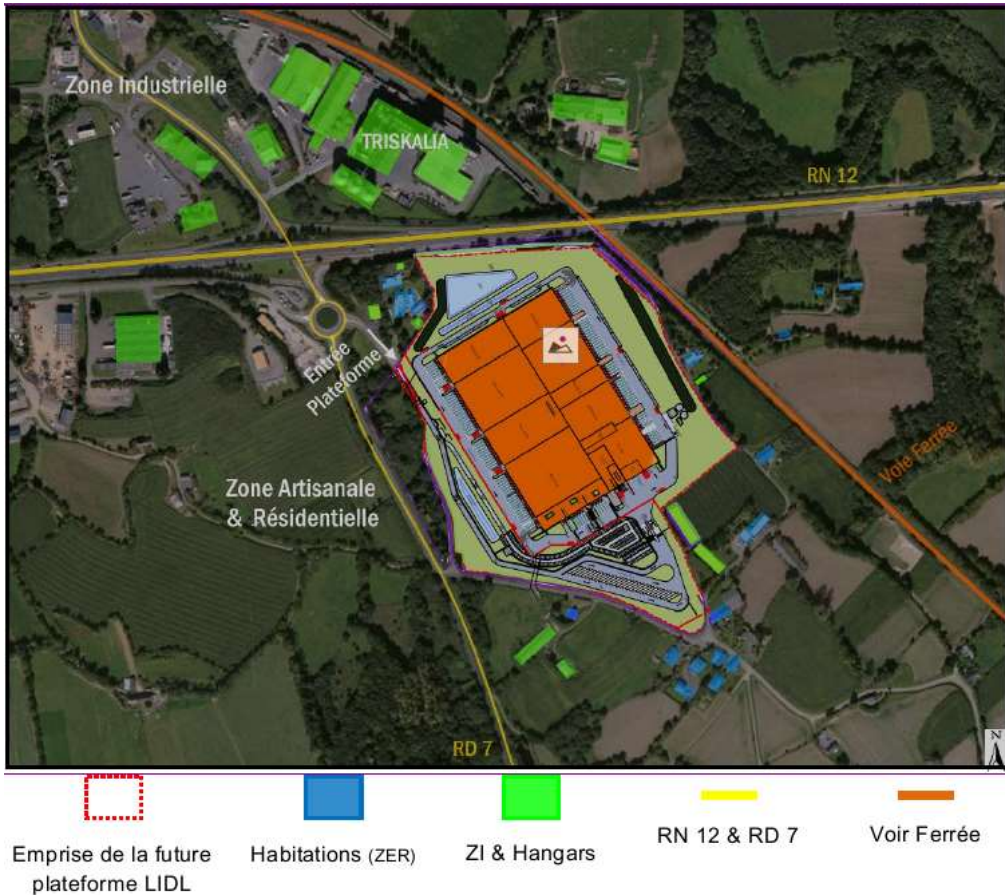 Zone Industrielle
TRISKALIA
RN 12
Entrée
Plateforme
Voie Ferrée
Zone Artisanale
& Résidentielle
RD 7
N
Emprise de la future
plateforme LIDL
Habitations (ZER)
ZI & Hangars
RN 12 & RD 7
Voir Ferrée